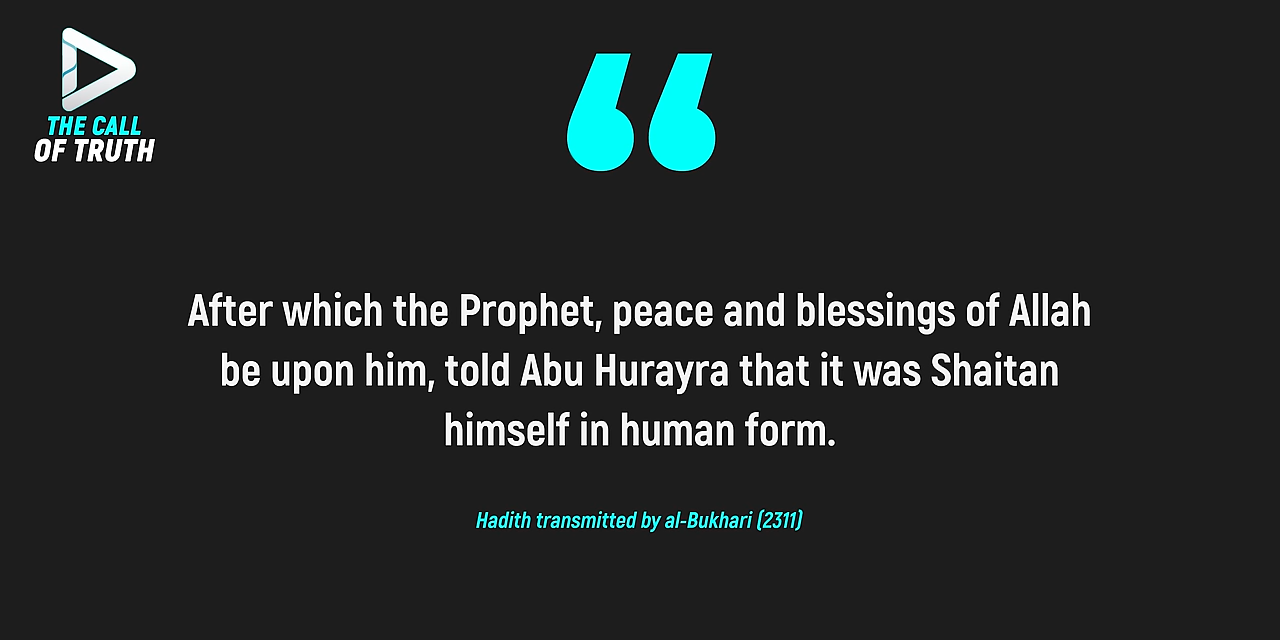 THE CALL
OF TRUTH
“
After which the Prophet, peace and blessings of Allah
be upon him, told Abu Hurayra that it was Shaitan
himself in human form.
Hadith transmitted by al-Bukhari (2311)